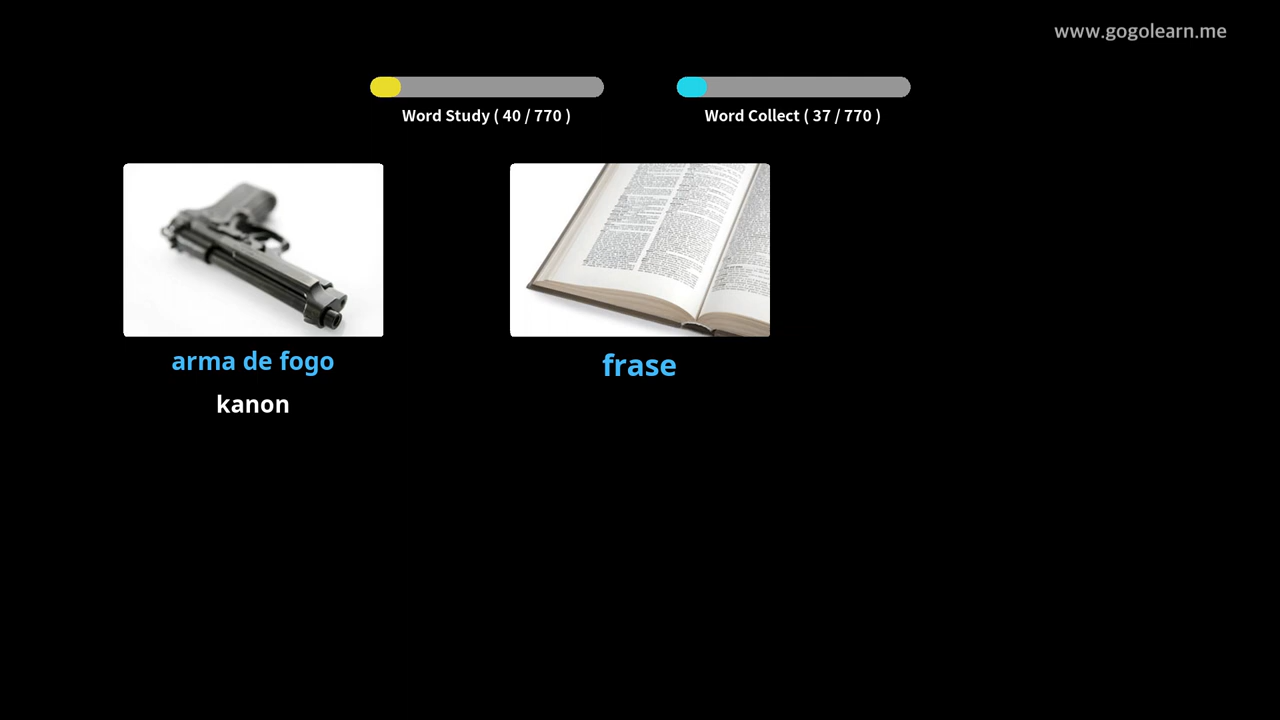 www.gogolearn.me
Word Study ( 40 / 770 )
Word Collect ( 37 / 770 )
arma de fogo
kanon
frase